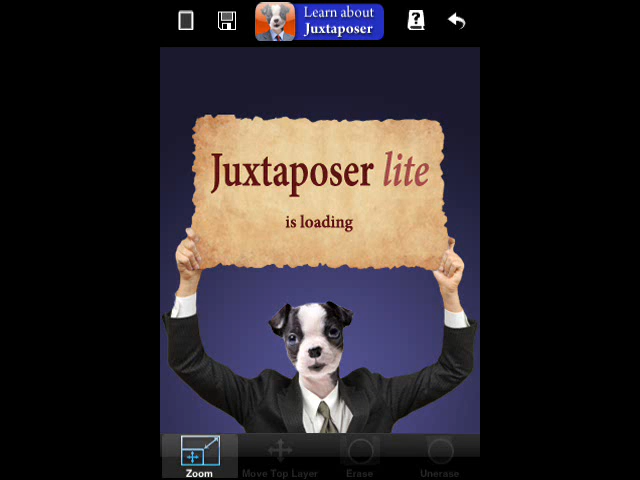 Learn about
Juxtaposer
Juxtaposer lite
is loading
Zoom
Move Top Layer
Erase
Unerase